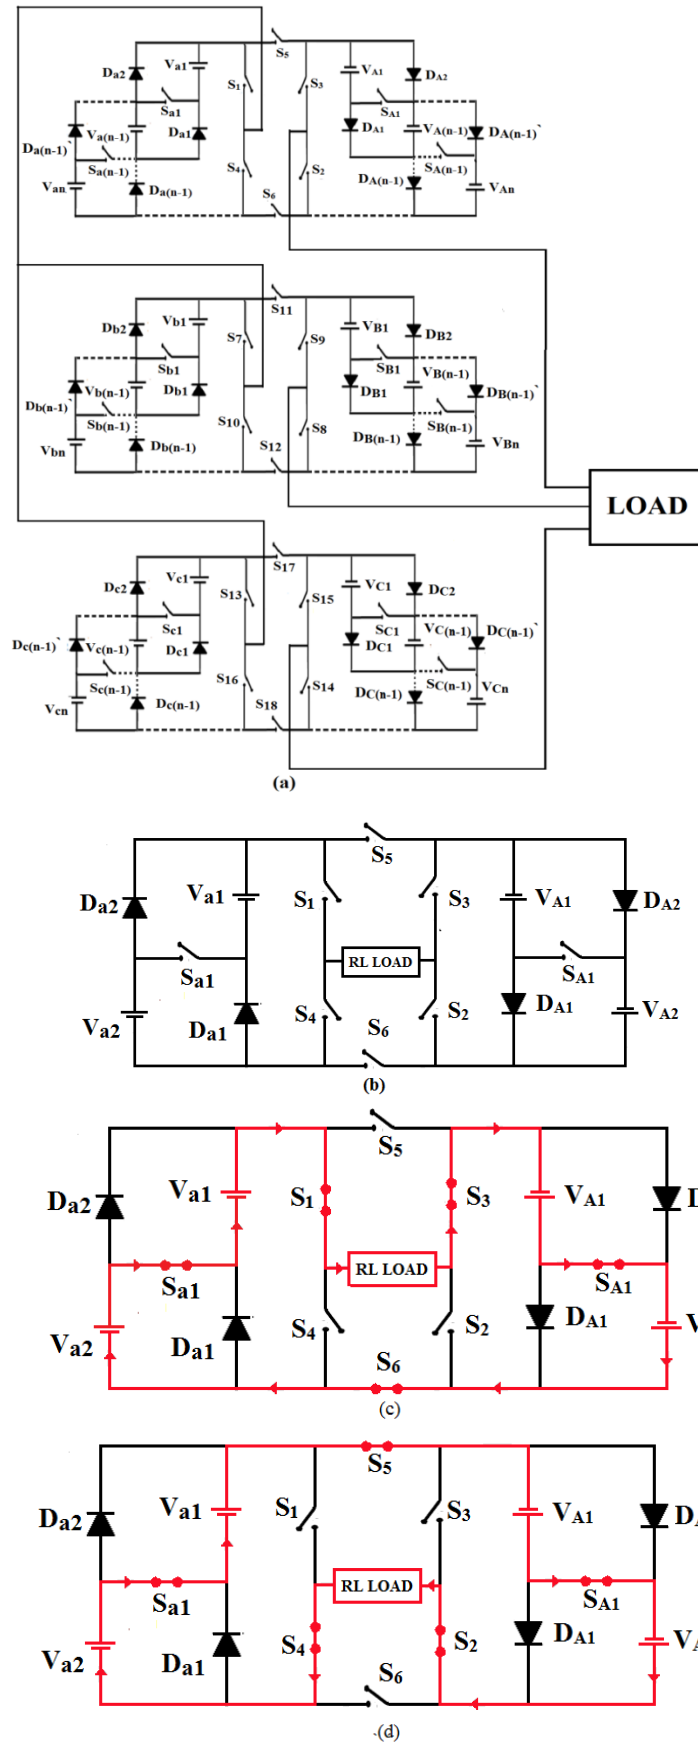 S5
Da2 Va1 VA1 DA2
S1 S3
Sa1 SA1
Va(n-1) Da1 DA1 VA(n-1) DA(n-1)`
Da(n-1)`
Sa(n-1) S4 S2 DA(n-1) SA(n-1)
Van Da(n-1) S6 VAn
S11
Db2 Vb1 VB1 DB2
S7 S9
Sb1 SB1
Vb(n-1) Db1 DB1 VB(n-1) DB(n-1)`
Db(n-1)`
Sb(n-1) S10 S8 SB(n-1)
Vbn Db(n-1) S12 DB(n-1) VBn
LOAD
S17
Dc2 Vc1 VC1 DC2
S13 S15
Sc1 SC1
Dc(n-1)` Vc(n-1) Dc1 DC1 VC(n-1) DC(n-1)`
Sc(n-1) S16 S14 SC(n-1)
Vcn Dc(n-1) S18 DC(n-1) VCn
(a)
S5
Da2 Va1 S1 S3 VA1 DA2
Sa1 RL LOAD SA1
Va2 Da1 S4 S6 S2 DA1 VA2
(b)
S5
Da2 Va1 S1 S3 VA1 D
Sa1 RL LOAD SA1
Va2 Da1 S4 S6 S2 DA1 V
(c)
S5
Da2 Va1 S1 S3 VA1 DA
Sa1 RL LOAD SA1
Va2 Da1 S4 S6 S2 DA1 VA
(d)